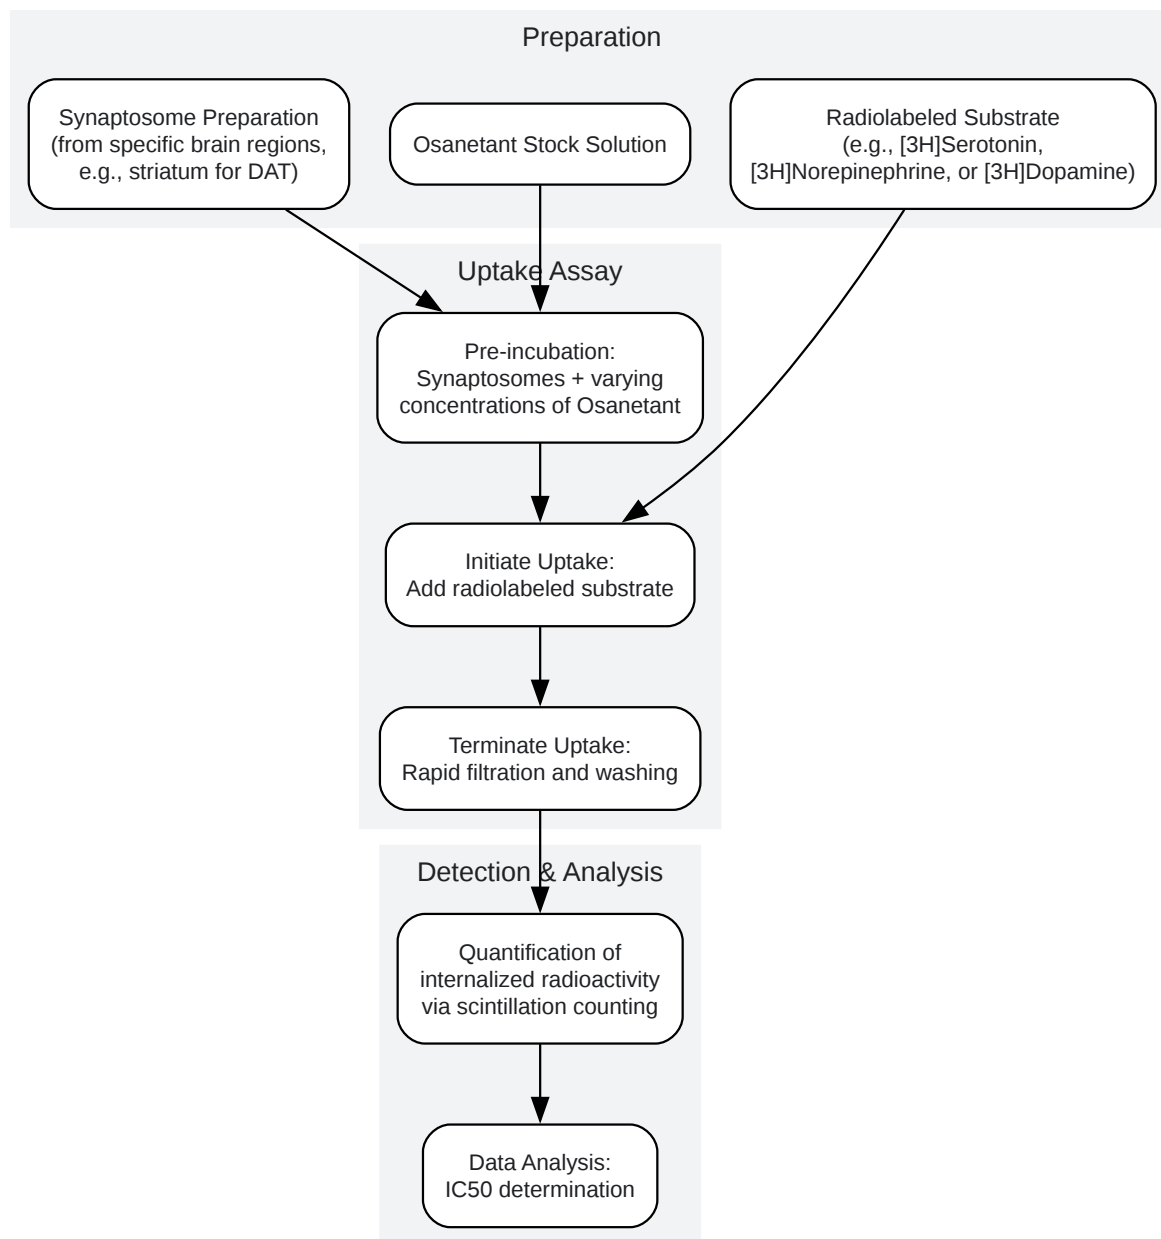 Preparation
Synaptosome Preparation
(from specific brain regions,
e.g., striatum for DAT)
Osanetant Stock Solution
Radiolabeled Substrate
(e.g., [3H]Serotonin,
[3H]Norepinephrine, or [3H]Dopamine)
Uptake Assay
Pre-incubation:
Synaptosomes + varying
concentrations of Osanetant
Initiate Uptake:
Add radiolabeled substrate
Terminate Uptake:
Rapid filtration and washing
Detection & Analysis
Quantification of
internalized radioactivity
via scintillation counting
Data Analysis:
IC50 determination